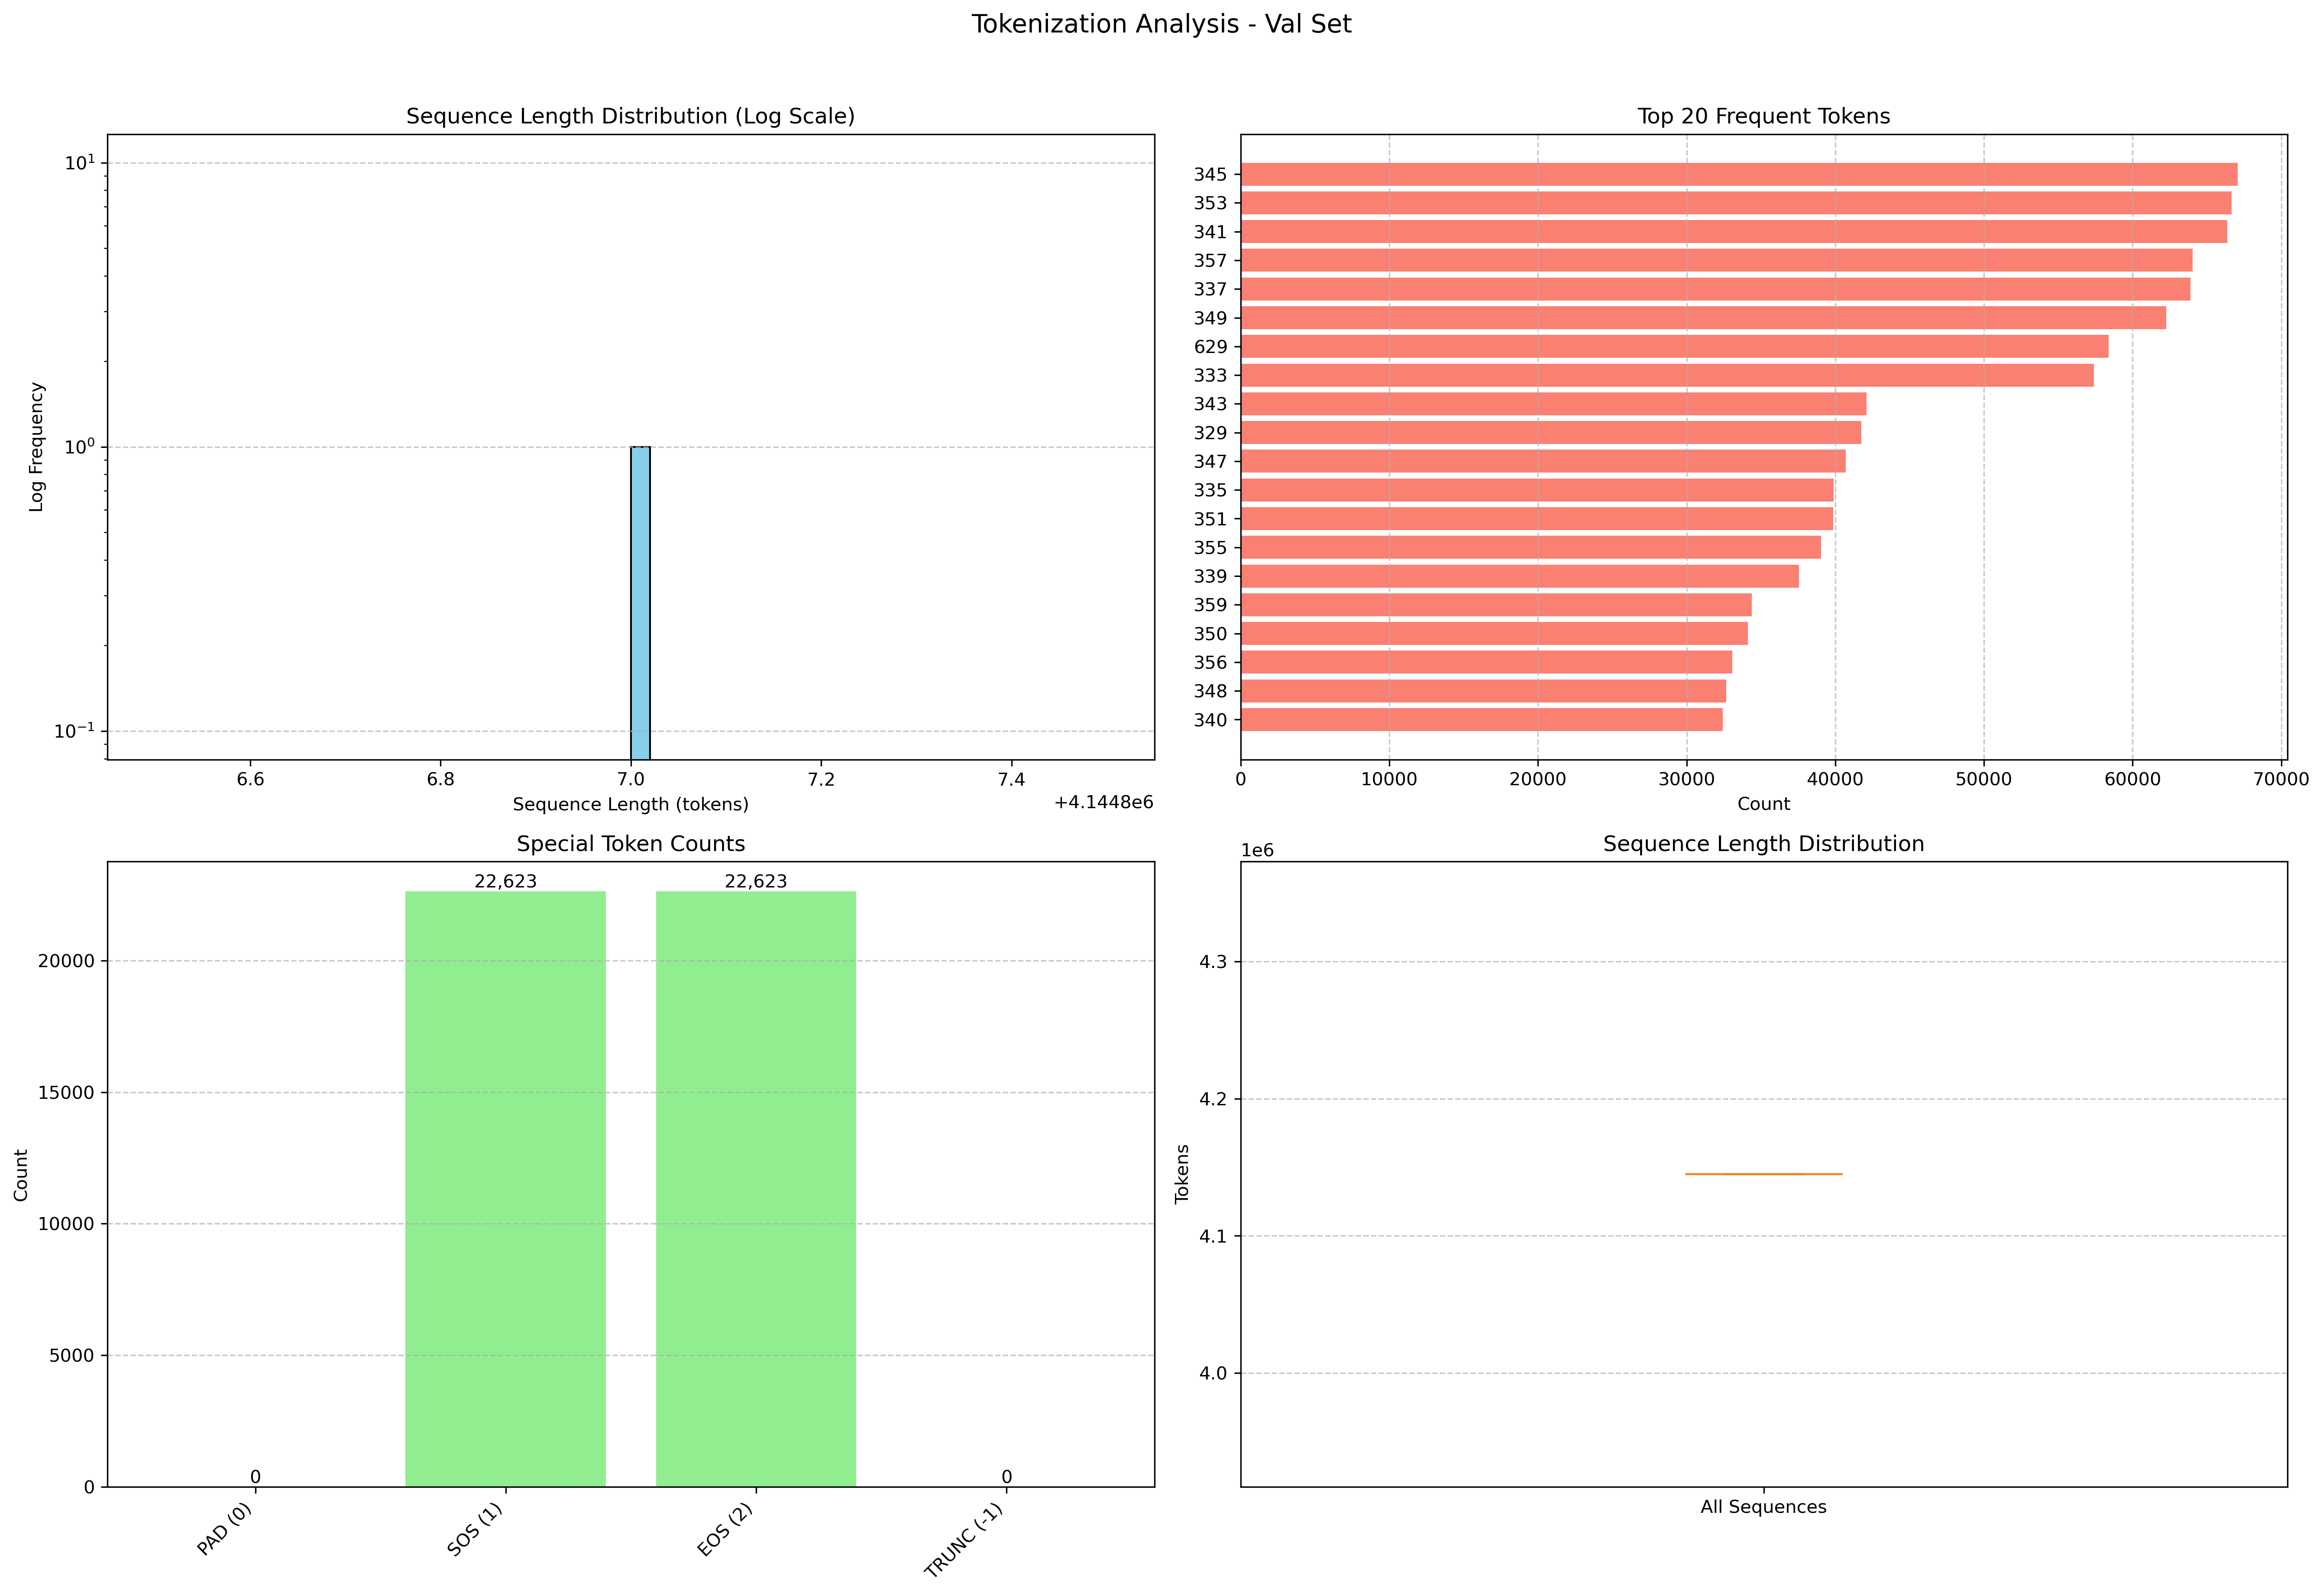 Tokenization Analysis - Val Set
Sequence Length Distribution (Log Scale)
10^1
10^0
10^-1
Log Frequency
6.6 6.8 7.0 7.2 7.4
Sequence Length (tokens)
+4.1448e6
Top 20 Frequent Tokens
345
353
341
357
337
349
629
333
343
329
347
335
351
355
339
359
350
356
348
340
0 10000 20000 30000 40000 50000 60000 70000
Count
Special Token Counts
22,623 22,623
20000
15000
10000
5000
0
Count
0 0
PAD (0) SOS (1) EOS (2) TRUNC (-1)
Sequence Length Distribution
1e6
4.3
4.2
4.1
4.0
Tokens
All Sequences